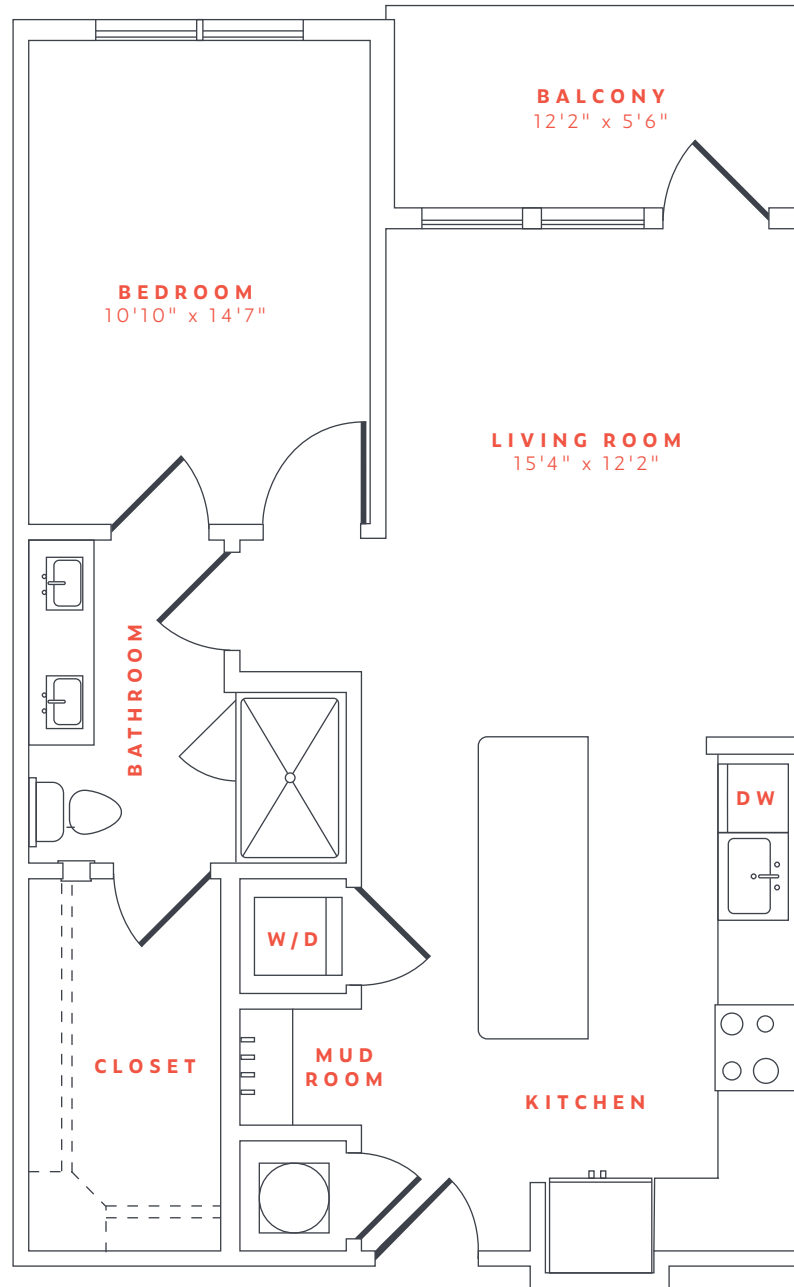 BALCONY
12'2" x 5'6"
BEDROOM
10'10" x 14'7"
LIVING ROOM
15'4" x 12'2"
BATHROOM
DW
W/D
CLOSET
MUD
ROOM
KITCHEN